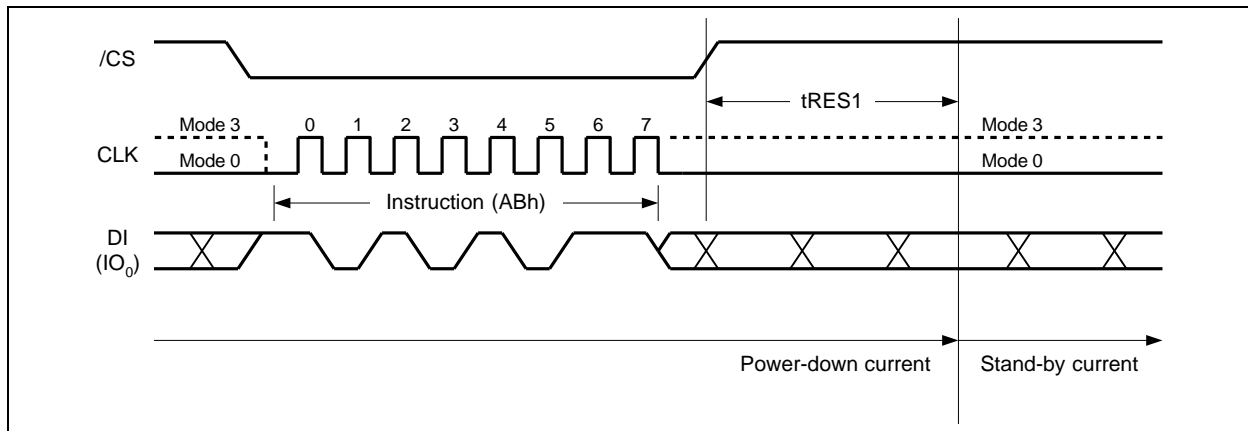 /CS
tRES1
Mode 3 0 1 2 3 4 5 6 7 Mode 3
CLK
Mode 0 Mode 0
Instruction (ABh)
DI
(IO0)
Power-down current Stand-by current